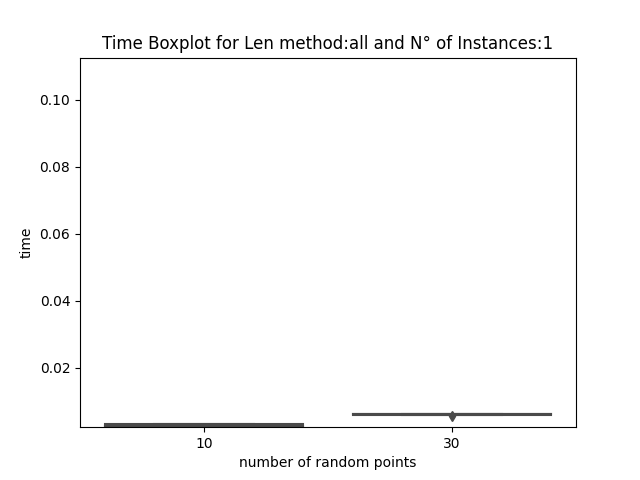 Time Boxplot for Len method:all and N° of Instances:1
0.10
0.08
0.06
0.04
0.02
time
10
30
number of random points